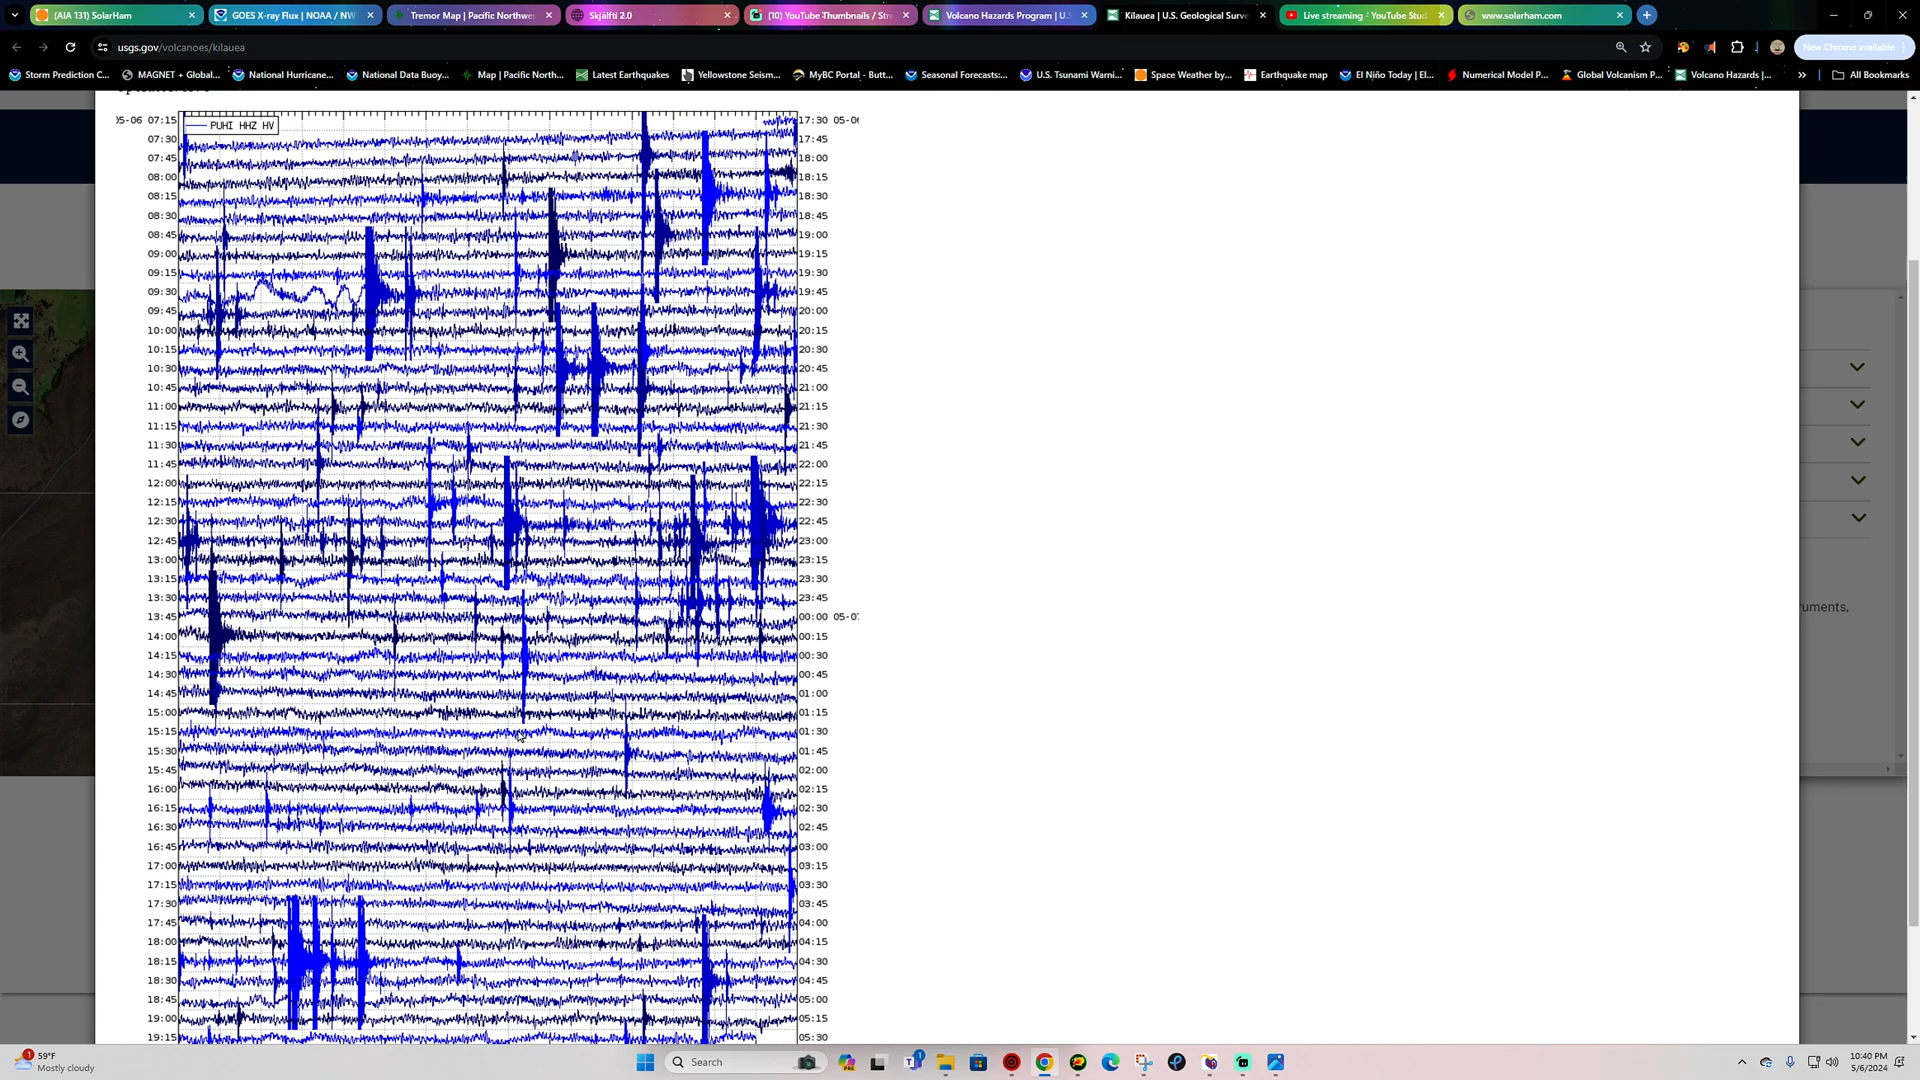 (AIA 131) SolarHam
GOES X-ray Flux | NOAA / NW
Tremor Map | Pacific Northwes
Skjálfti 2.0
(10) YouTube Thumbnails / Str
Volcano Hazards Program | U.S
Kilauea | U.S. Geological Surve
Live streaming - YouTube Stud
www.solarham.com
usgs.gov/volcanoes/kilauea
New Chrome available
Storm Prediction C...
MAGNET + Global...
National Hurricane...
National Data Buoy...
Map | Pacific North...
Latest Earthquakes
Yellowstone Seism...
MyBC Portal - Butt...
Seasonal Forecasts:...
U.S. Tsunami Warni...
Space Weather by...
Earthquake map
El Niño Today | El...
Numerical Model P...
Global Volcanism P...
Volcano Hazards |...
All Bookmarks
PUHI HHZ HV
05-06 07:15 17:30 05-06
07:30 17:45
07:45 18:00
08:00 18:15
08:15 18:30
08:30 18:45
08:45 19:00
09:00 19:15
09:15 19:30
09:30 19:45
09:45 20:00
10:00 20:15
10:15 20:30
10:30 20:45
10:45 21:00
11:00 21:15
11:15 21:30
11:30 21:45
11:45 22:00
12:00 22:15
12:15 22:30
12:30 22:45
12:45 23:00
13:00 23:15
13:15 23:30
13:30 23:45
13:45 00:00 05-07
14:00 00:15
14:15 00:30
14:30 00:45
14:45 01:00
15:00 01:15
15:15 01:30
15:30 01:45
15:45 02:00
16:00 02:15
16:15 02:30
16:30 02:45
16:45 03:00
17:00 03:15
17:15 03:30
17:30 03:45
17:45 04:00
18:00 04:15
18:15 04:30
18:30 04:45
18:45 05:00
19:00 05:15
19:15 05:30
ruments,
1
59°F
Mostly cloudy
Search
1
10:40 PM
5/6/2024